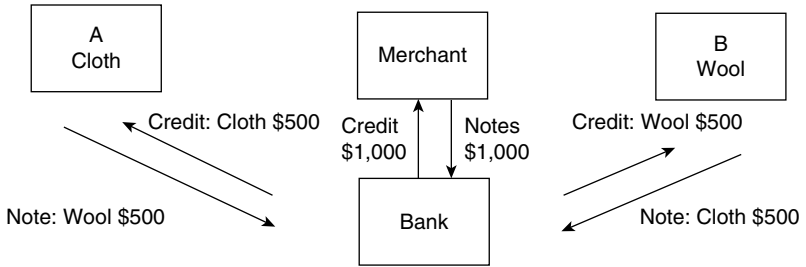 A
Cloth
Merchant
B
Wool
Credit: Cloth $500
Credit
$1,000
Notes
$1,000
Credit: Wool $500
Note: Wool $500
Bank
Note: Cloth $500